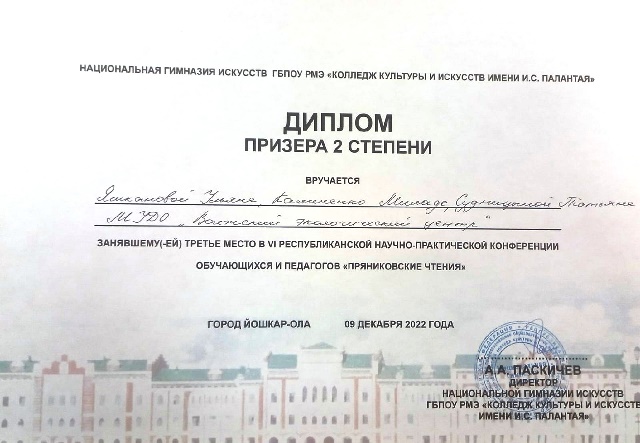 НАЦИОНАЛЬНАЯ ГИМНАЗИЯ ИСКУССТВ ГБПОУ РМЭ «КОЛЛЕДЖ КУЛЬТУРЫ И ИСКУССТВ ИМЕНИ И.С. ПАЛАНТАЯ»
ДИПЛОМ
ПРИЗЕРА 2 СТЕПЕНИ
ВРУЧАЕТСЯ
Ульяне, Калиненко Миладе, Судницыной Татьяне
МУДО „Волжский экологический центр"
ЗАНЯВШЕМУ(-ЕЙ) ТРЕТЬЕ МЕСТО В VI РЕСПУБЛИКАНСКОЙ НАУЧНО-ПРАКТИЧЕСКОЙ КОНФЕРЕНЦИИ
ОБУЧАЮЩИХСЯ И ПЕДАГОГОВ «ПРЯНИКОВСКИЕ ЧТЕНИЯ»
ГОРОД ЙОШКАР-ОЛА 09 ДЕКАБРЯ 2022 ГОДА
А.А. ПАСКИЧЕВ
ДИРЕКТОР
НАЦИОНАЛЬНОЙ ГИМНАЗИИ ИСКУССТВ
ГБПОУ РМЭ «КОЛЛЕДЖ КУЛЬТУРЫ И ИСКУССТВ
ИМЕНИ И.С. ПАЛАНТАЯ»